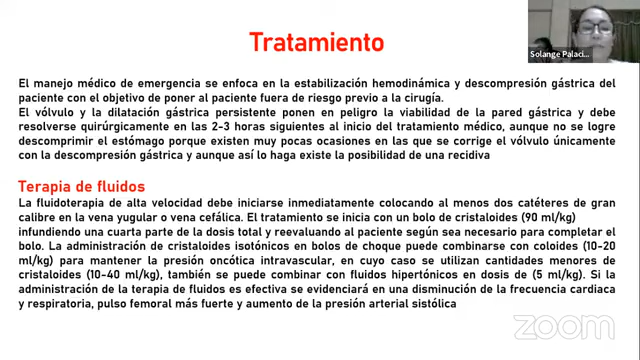 Tratamiento
Solange Palaci...
El manejo médico de emergencia se enfoca en la estabilización hemodinámica y descompresión gástrica del
paciente con el objetivo de poner al paciente fuera de riesgo previo a la cirugía.
El vólvulo y la dilatación gástrica persistente ponen en peligro la viabilidad de la pared gástrica y debe
resolverse quirúrgicamente en las 2-3 horas siguientes al inicio del tratamiento médico, aunque no se logre
descomprimir el estómago porque existen muy pocas ocasiones en las que se corrige el vólvulo únicamente
con la descompresión gástrica y aunque así lo haga existe la posibilidad de una recidiva
Terapia de fluidos
La fluidoterapia de alta velocidad debe iniciarse inmediatamente colocando al menos dos catéteres de gran
calibre en la vena yugular o vena cefálica. El tratamiento se inicia con un bolo de cristaloides (90 ml/kg)
infundiendo una cuarta parte de la dosis total y reevaluando al paciente según sea necesario para completar el
bolo. La administración de cristaloides isotónicos en bolos de choque puede combinarse con coloides (10-20
ml/kg) para mantener la presión oncótica intravascular, en cuyo caso se utilizan cantidades menores de
cristaloides (10-40 ml/kg), también se puede combinar con fluidos hipertónicos en dosis de (5 ml/kg). Si la
administración de la terapia de fluidos es efectiva se evidenciará en una disminución de la frecuencia cardiaca
y respiratoria, pulso femoral más fuerte y aumento de la presión arterial sistólica
zoom